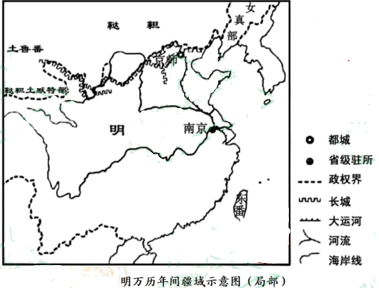 鞑靼
女真部
土鲁番
京师
鞑靼土默特部
明
南京
东番
都城
省级驻所
政权界
长城
大运河
河流
海岸线
明万历年间疆域示意图（局部）